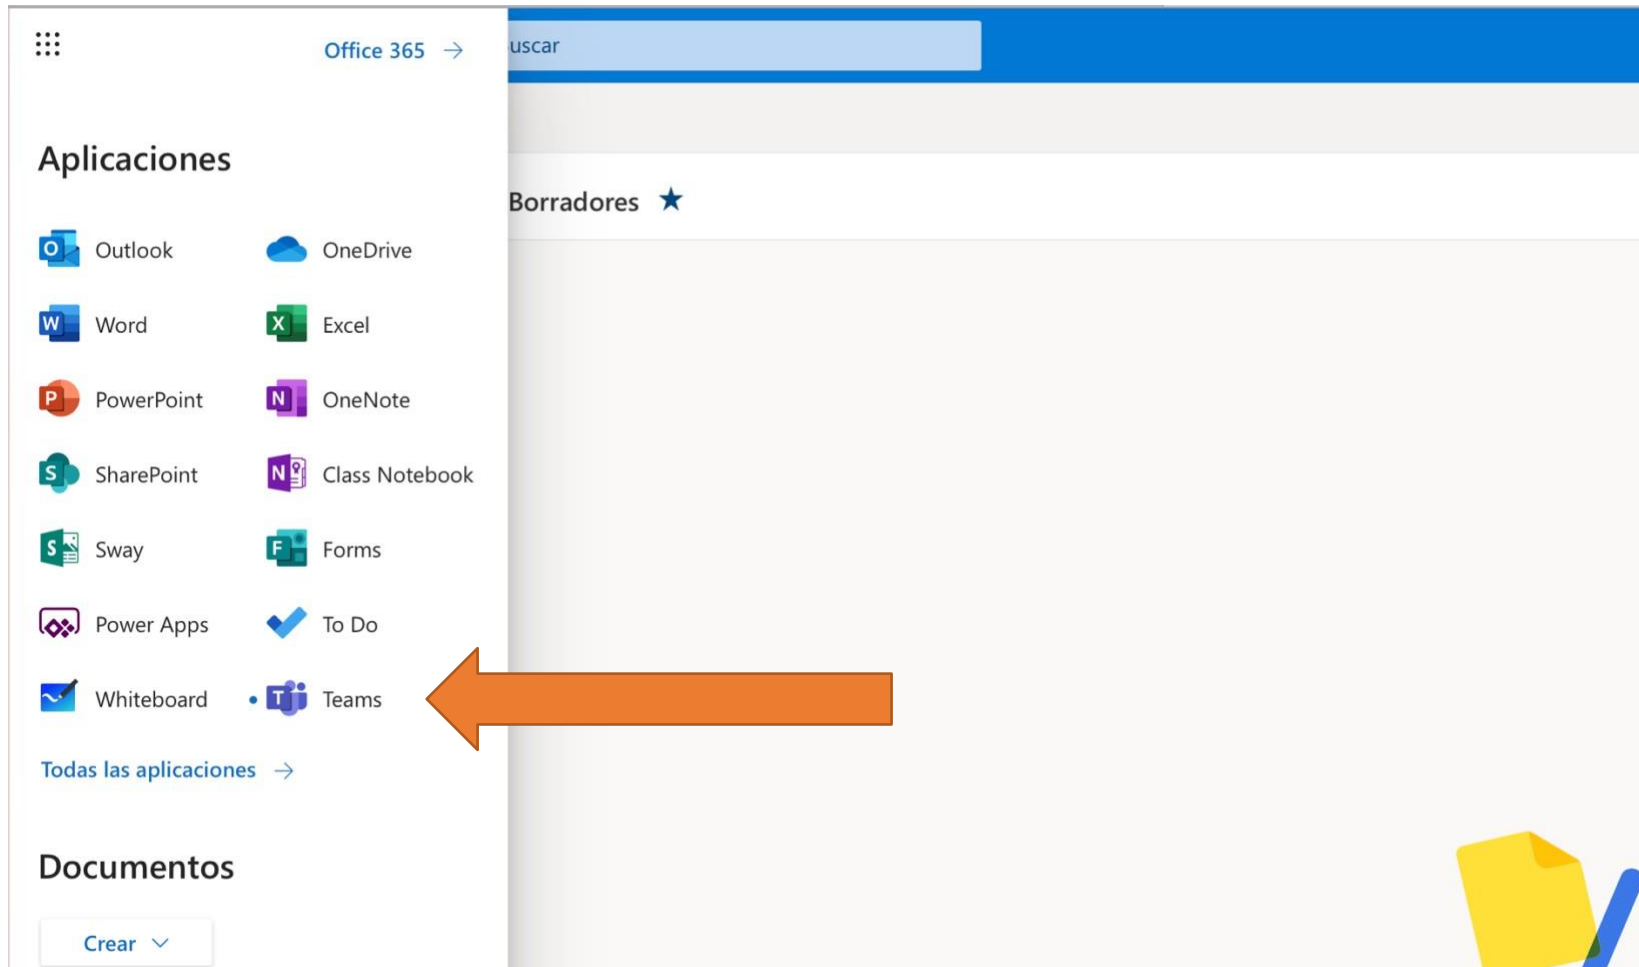 Office 365 →
uscar
Aplicaciones
Borradores ★
Outlook
OneDrive
Word
Excel
PowerPoint
OneNote
SharePoint
Class Notebook
Sway
Forms
Power Apps
To Do
Whiteboard
Teams
Todas las aplicaciones →
Documentos
Crear